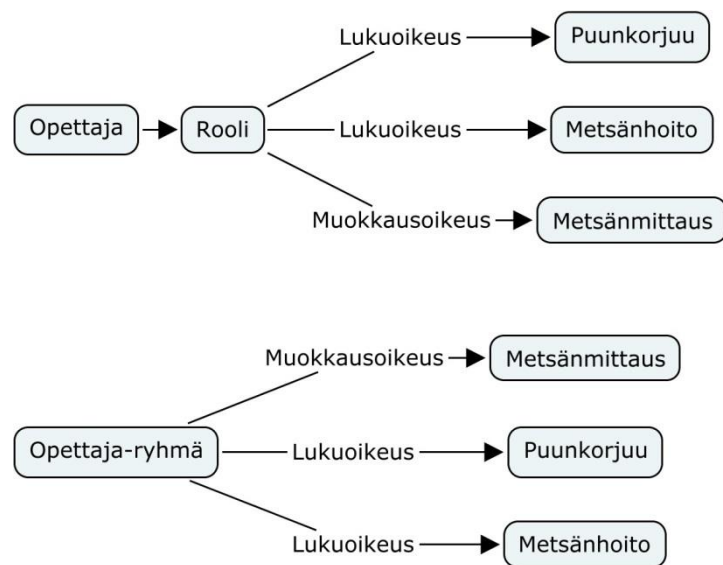 Lukuoikeus
Puunkorjuu
Opettaja
Rooli
Lukuoikeus
Metsänhoito
Muokkausoikeus
Metsänmittaus
Muokkausoikeus
Metsänmittaus
Opettaja-ryhmä
Lukuoikeus
Puunkorjuu
Lukuoikeus
Metsänhoito